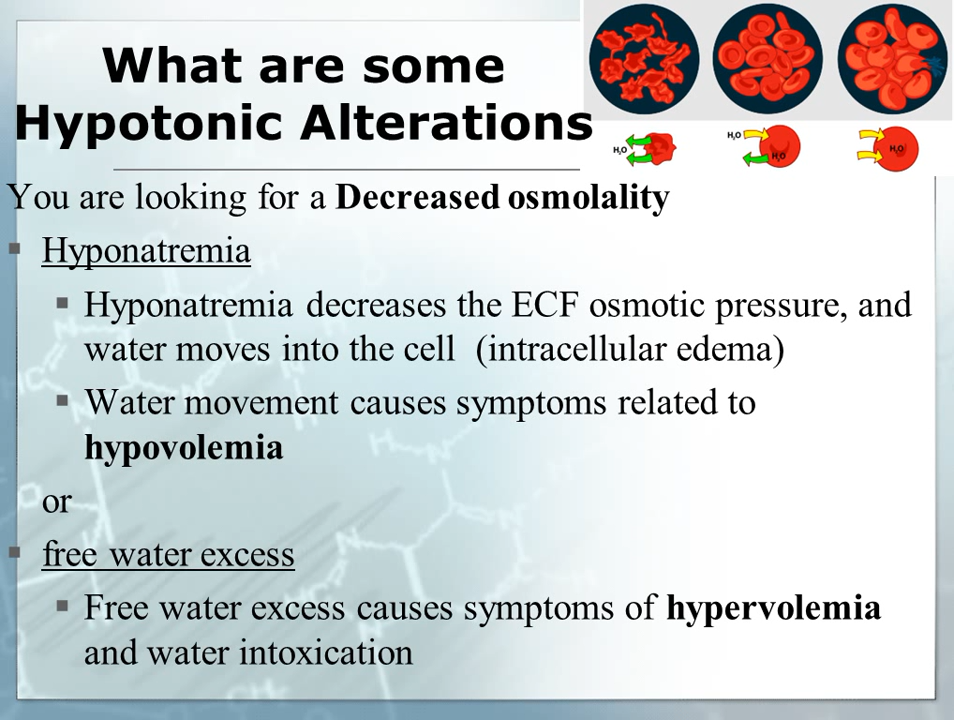 What are some
Hypotonic Alterations
H₂O
H₂O
H₂O
H₂O
You are looking for a Decreased osmolality
▪ Hyponatremia
▪ Hyponatremia decreases the ECF osmotic pressure, and
water moves into the cell (intracellular edema)
▪ Water movement causes symptoms related to
hypovolemia
or
▪ free water excess
▪ Free water excess causes symptoms of hypervolemia
and water intoxication